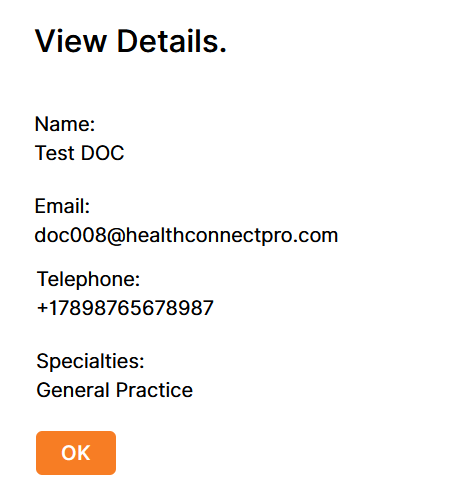 View Details.
Name:
Test DOC
Email:
doc008@healthconnectpro.com
Telephone:
+17898765678987
Specialties:
General Practice
OK